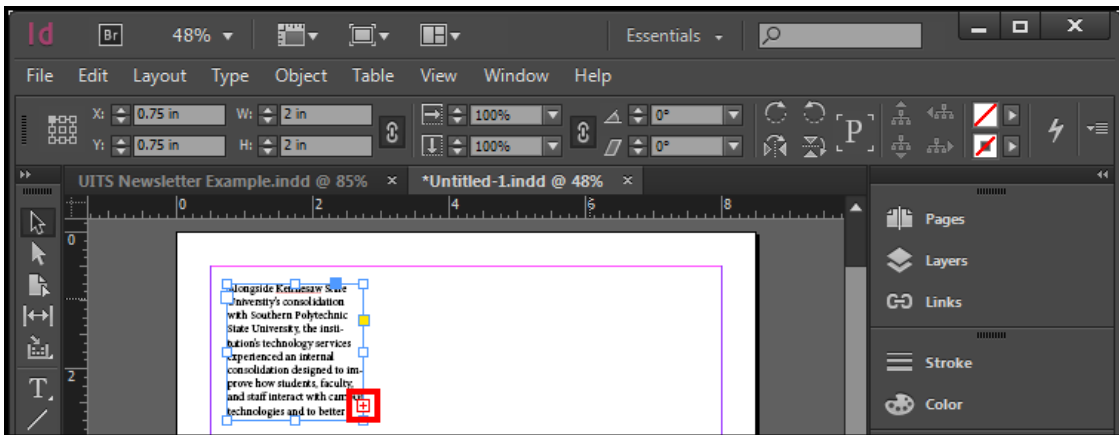 Id Br 48% Essentials X
File Edit Layout Type Object Table View Window Help
X: 0.75 in W: 2 in 100% 0°
Y: 0.75 in H: 2 in 100% 0° P
UITS Newsletter Example.indd @ 85% × *Untitled-1.indd @ 48% ×
0 2 4 6 8
0
2
Alongside Kennesaw State
University's consolidation
with Southern Polytechnic
State University, the insti-
tution's technology services
experienced an internal
consolidation designed to im-
prove how students, faculty,
and staff interact with campus
technologies and to better
T
Pages
Layers
Links
Stroke
Color